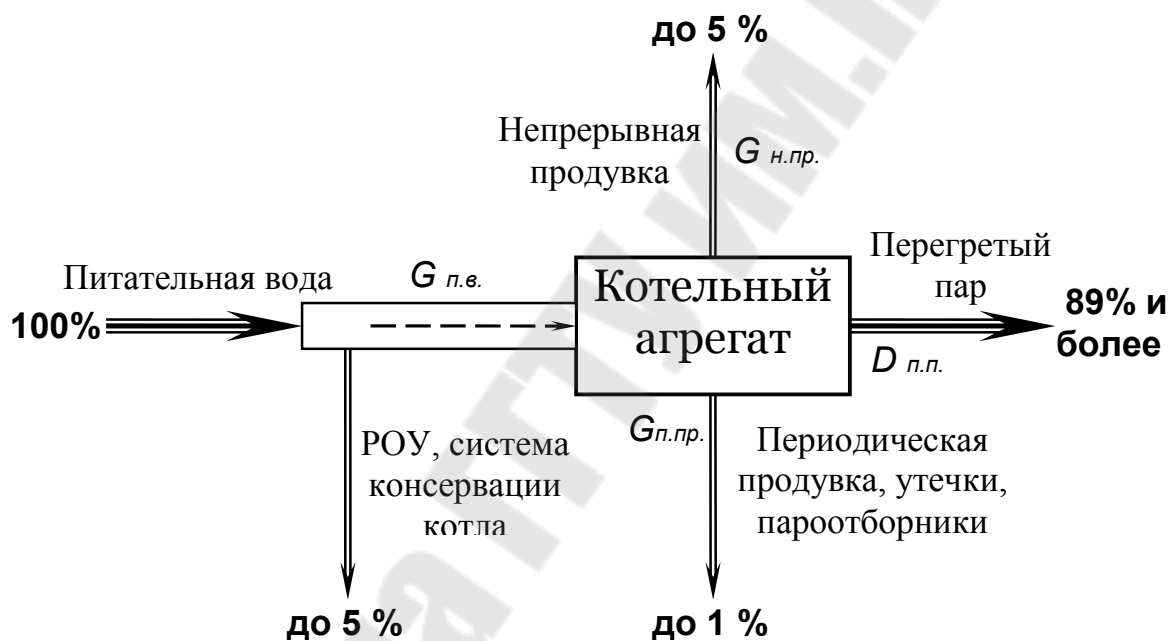 до 5 %
Непрерывная
продувка
G н.пр.
Питательная вода
G п.в.
100%
Котельный
агрегат
Перегретый
пар
89% и
более
D п.п.
РОУ, система
консервации
котла
Gп.пр.
Периодическая
продувка, утечки,
пароотборники
до 5 %
до 1 %